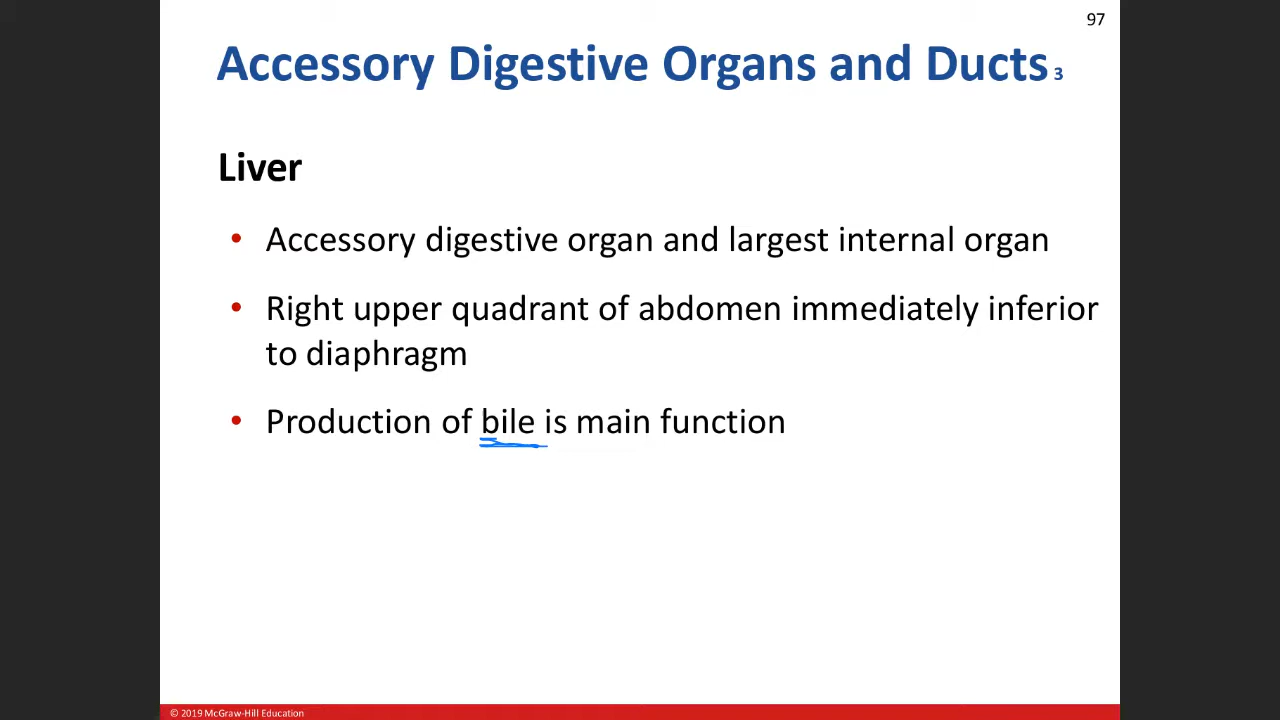 97
Accessory Digestive Organs and Ducts 3
Liver
• Accessory digestive organ and largest internal organ
• Right upper quadrant of abdomen immediately inferior
to diaphragm
• Production of bile is main function
© 2019 McGraw-Hill Education